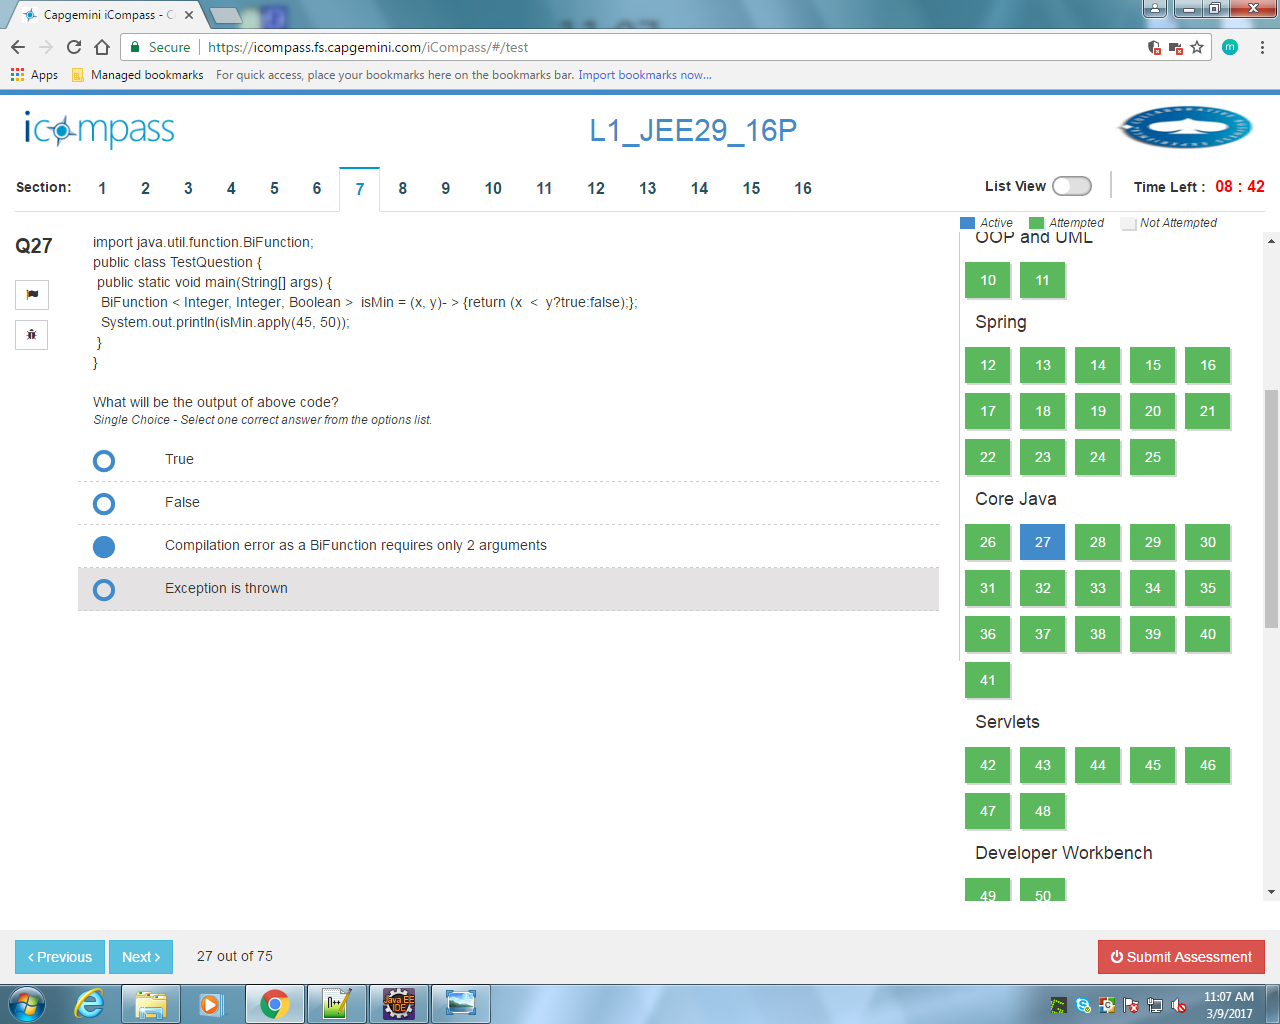 Capgemini iCompass - C
Secure https://icompass.fs.capgemini.com/iCompass/#/test
m
Apps Managed bookmarks For quick access, place your bookmarks here on the bookmarks bar. Import bookmarks now...
icompass
L1_JEE29_16P
Section: 1 2 3 4 5 6 7 8 9 10 11 12 13 14 15 16
List View Time Left : 08 : 42
Active Attempted Not Attempted
Q27
import java.util.function.BiFunction;
public class TestQuestion {
public static void main(String[] args) {
BiFunction < Integer, Integer, Boolean > isMin = (x, y)- > {return (x < y?true:false);};
System.out.println(isMin.apply(45, 50));
}
}
What will be the output of above code?
Single Choice - Select one correct answer from the options list.
True
False
Compilation error as a BiFunction requires only 2 arguments
Exception is thrown
OOP and UML
10 11
Spring
12 13 14 15 16
17 18 19 20 21
22 23 24 25
Core Java
26 27 28 29 30
31 32 33 34 35
36 37 38 39 40
41
Servlets
42 43 44 45 46
47 48
Developer Workbench
49 50
Previous Next 27 out of 75 Submit Assessment
Java EE
IDE
11:07 AM
3/9/2017